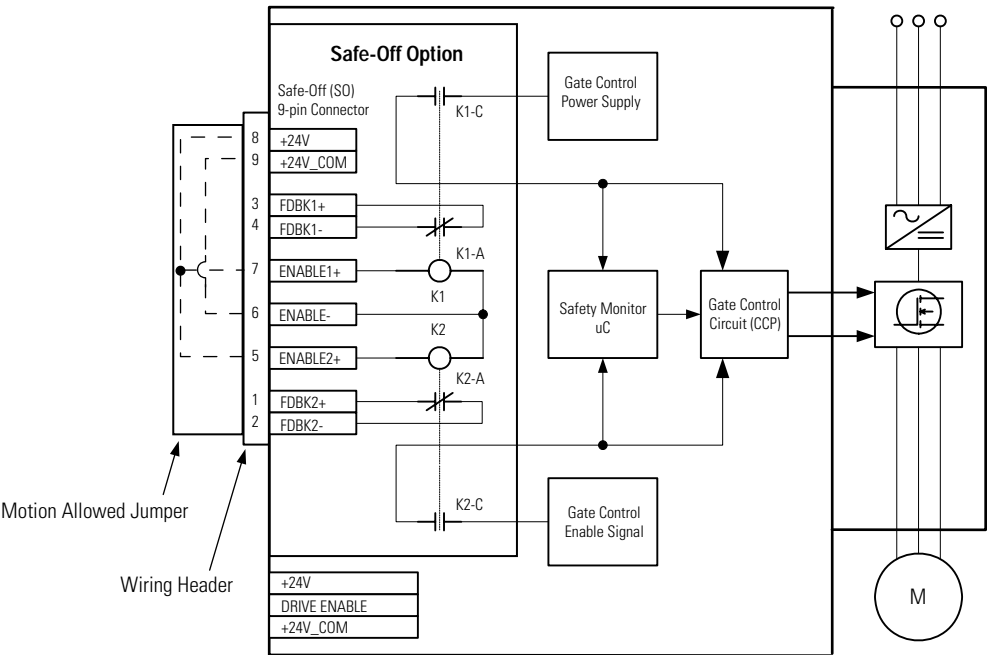 Safe-Off Option
Safe-Off (SO)
9-pin Connector
K1-C
Gate Control
Power Supply
8
+24V
9
+24V_COM
3
FDBK1+
4
FDBK1-
K1-A
7
ENABLE1+
K1
6
ENABLE-
K2
5
ENABLE2+
K2-A
1
FDBK2+
2
FDBK2-
Safety Monitor
uC
Gate Control
Circuit (CCP)
K2-C
Gate Control
Enable Signal
Motion Allowed Jumper
Wiring Header
+24V
DRIVE ENABLE
+24V_COM
M